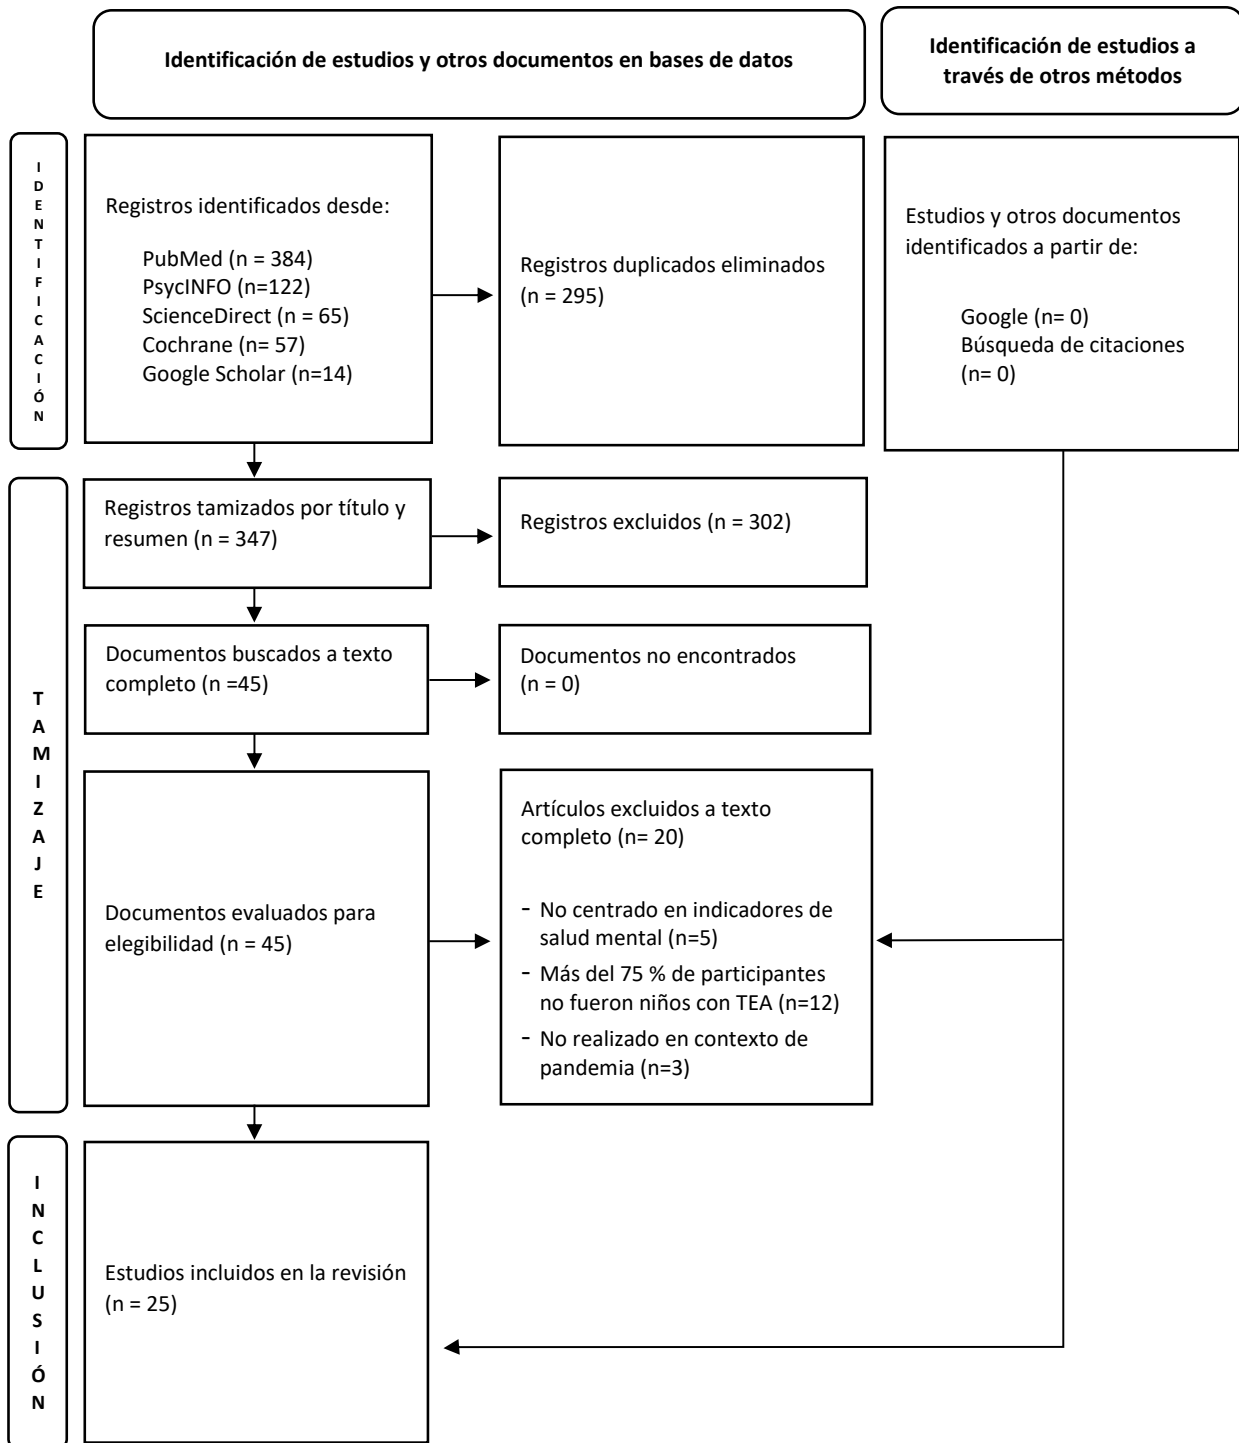 Identificación de estudios y otros documentos en bases de datos
Identificación de estudios a
través de otros métodos
IDENTIFICACIÓN
Registros identificados desde:
PubMed (n = 384)
PsycINFO (n=122)
ScienceDirect (n = 65)
Cochrane (n= 57)
Google Scholar (n=14)
Registros duplicados eliminados
(n = 295)
Estudios y otros documentos
identificados a partir de:
Google (n= 0)
Búsqueda de citaciones
(n= 0)
TAMIZAJE
Registros tamizados por título y
resumen (n = 347)
Registros excluidos (n = 302)
Documentos buscados a texto
completo (n =45)
Documentos no encontrados
(n = 0)
Documentos evaluados para
elegibilidad (n = 45)
Artículos excluidos a texto
completo (n= 20)
- No centrado en indicadores de
salud mental (n=5)
- Más del 75 % de participantes
no fueron niños con TEA (n=12)
- No realizado en contexto de
pandemia (n=3)
INCLUSIÓN
Estudios incluidos en la revisión
(n = 25)